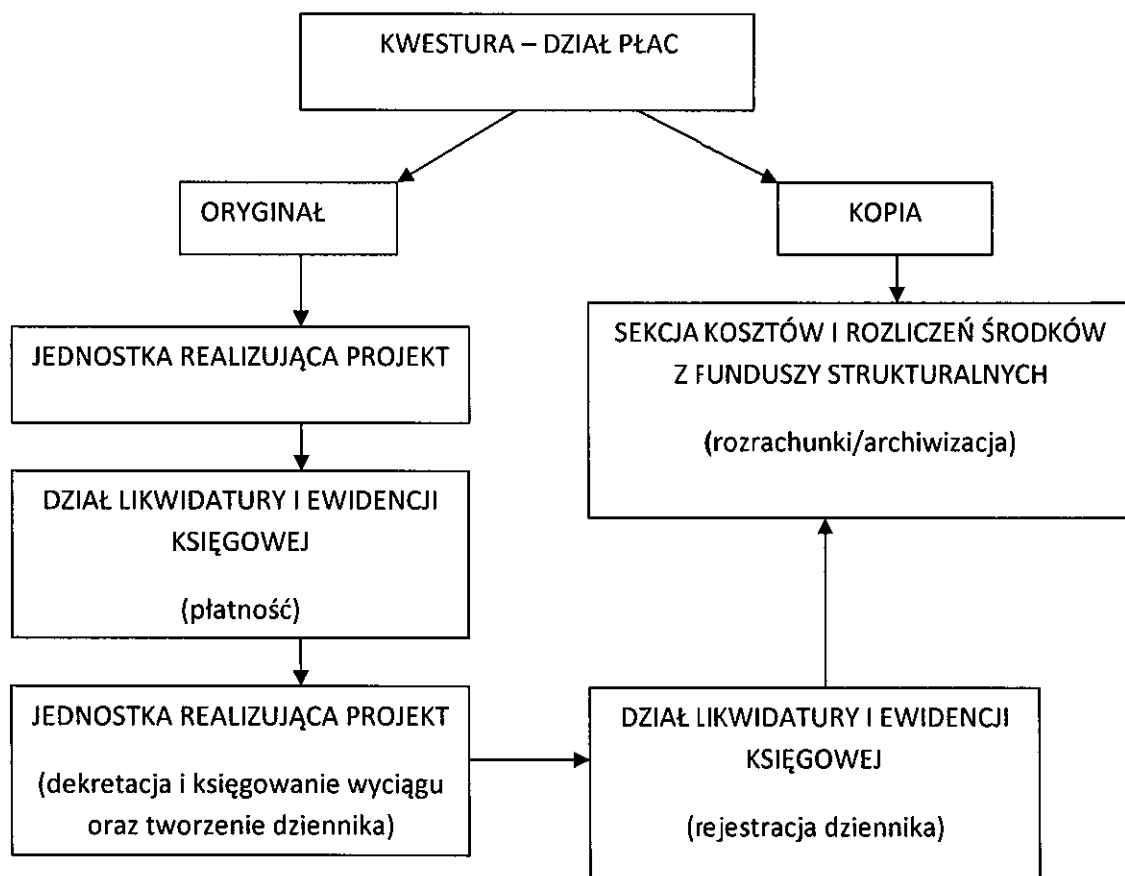 KWESTURA – DZIAŁ PŁAC
ORYGINAŁ
KOPIA
JEDNOSTKA REALIZUJĄCA PROJEKT
SEKCJA KOSZTÓW I ROZLICZEŃ ŚRODKÓW
Z FUNDUSZY STRUKTURALNYCH
(rozrachunki/archiwizacja)
DZIAŁ LIKWIDATURY I EWIDENCJI
KSIĘGOWEJ
(płatność)
JEDNOSTKA REALIZUJĄCA PROJEKT
(dekretacja i księgowanie wyciągu
oraz tworzenie dziennika)
DZIAŁ LIKWIDATURY I EWIDENCJI
KSIĘGOWEJ
(rejestracja dziennika)